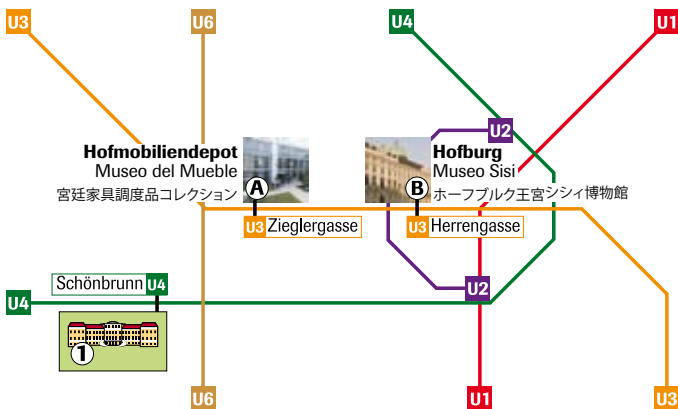 U3
U6
U4
U1
U2
Hofmobiliendepot
Museo del Mueble
宮廷家具調度品コレクション
A
U3 Zieglergasse
Hofburg
Museo Sisi
ホーフブルク王宮シシィ博物館
B
U3 Herrengasse
Schönbrunn U4
U4
1
U2
U6
U1
U3